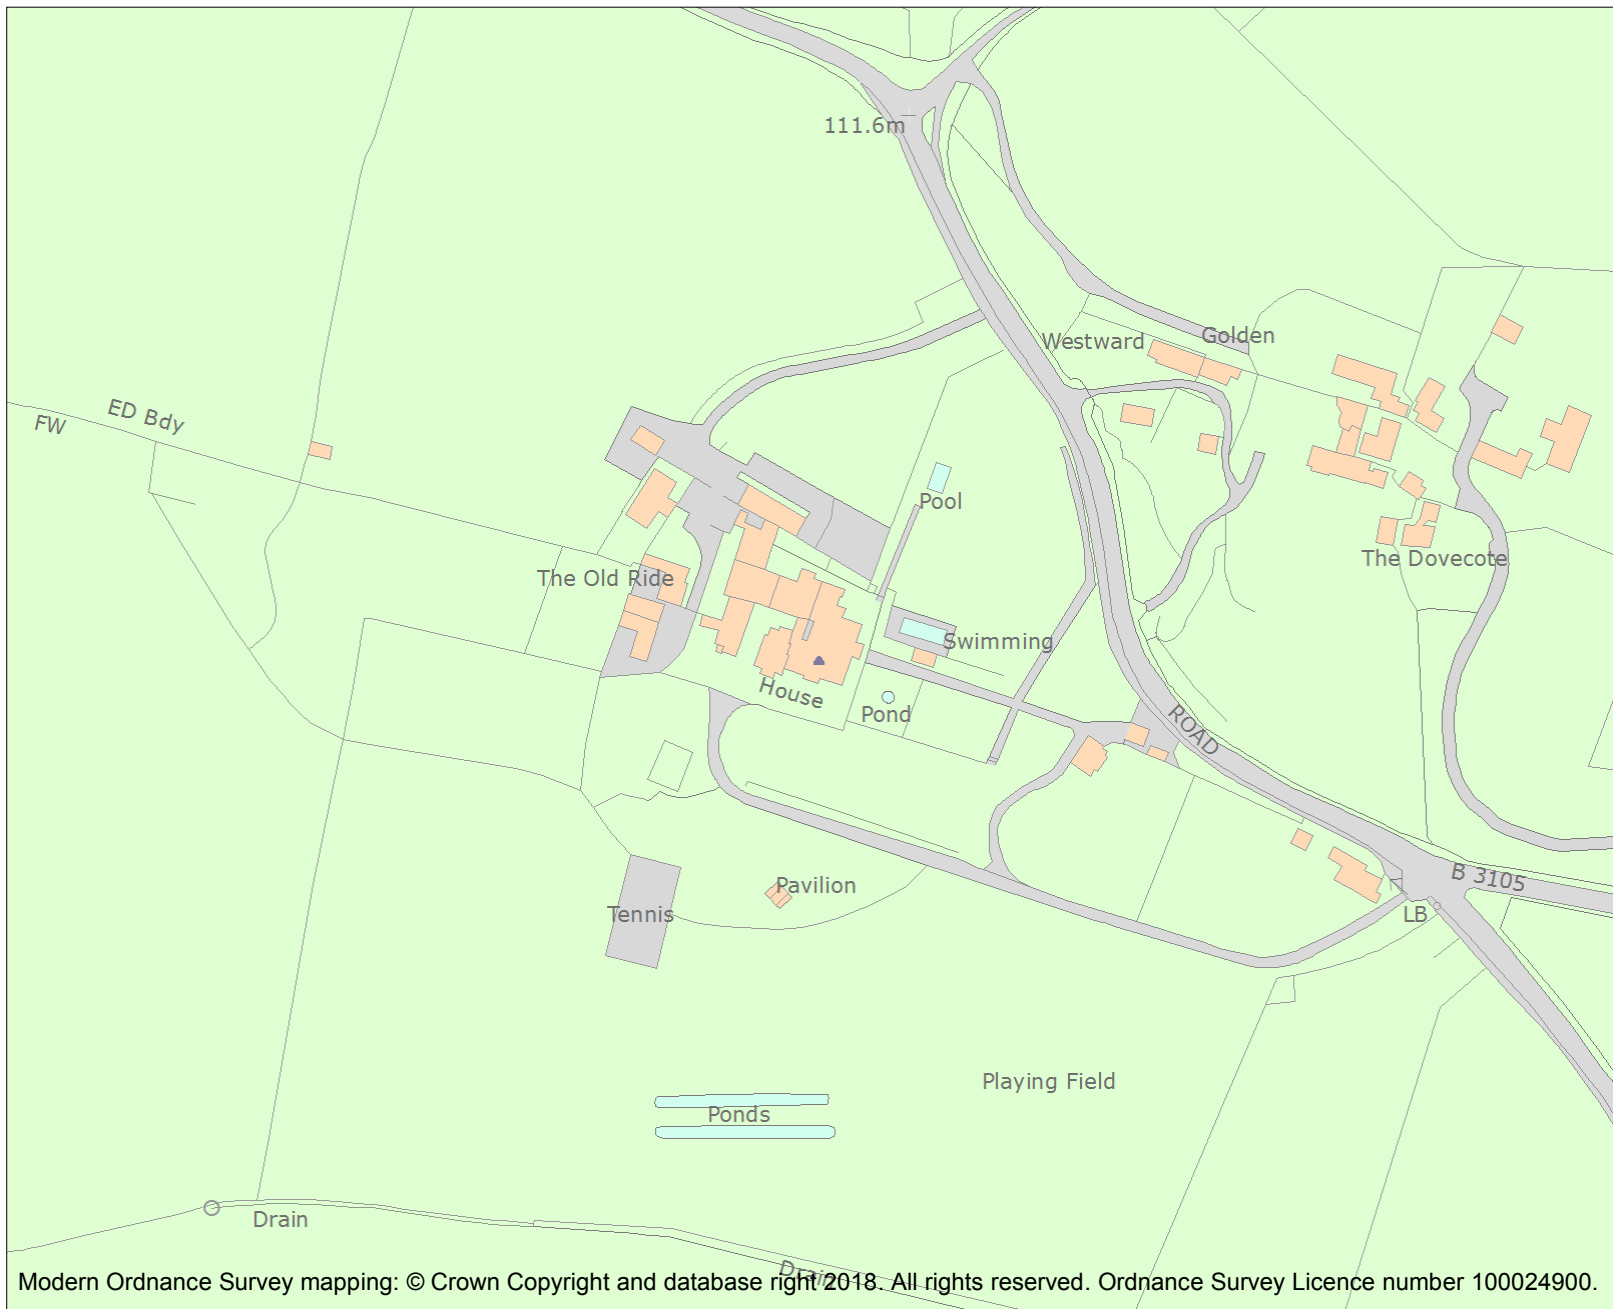 111.6m
Westward
Golden
ED Bdy
FW
Pool
The Dovecote
The Old Ride
Swimming
House
Pond
ROAD
B 3105
Pavilion
Tennis
LB
Playing Field
Ponds
Drain
Drain
Modern Ordnance Survey mapping: © Crown Copyright and database right 2018. All rights reserved. Ordnance Survey Licence number 100024900.